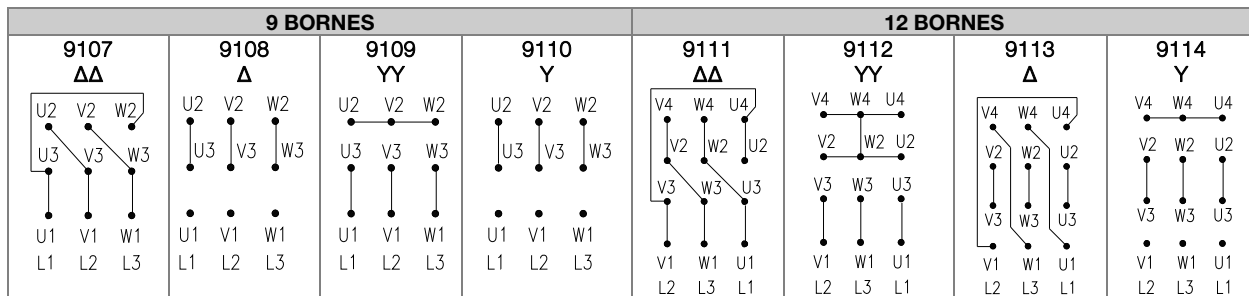 9 BORNES 12 BORNES
9107 9108 9109 9110 9111 9112 9113 9114
ΔΔ Δ YY Y ΔΔ YY Δ Y
U2 V2 W2 U2 V2 W2 U2 V2 W2 U2 V2 W2 V4 W4 U4 V4 W4 U4 V4 W4 U4 V4 W4 U4
V2 W2 U2 V2 W2 U2 V2 W2 U2 V2 W2 U2
U3 V3 W3 U3 V3 W3 U3 V3 W3 U3 V3 W3 V3 W3 U3 V3 W3 U3 V3 W3 U3 V3 W3 U3
U1 V1 W1 U1 V1 W1 U1 V1 W1 U1 V1 W1 V1 W1 U1 V1 W1 U1 V1 W1 U1 V1 W1 U1
L1 L2 L3 L1 L2 L3 L1 L2 L3 L1 L2 L3 L2 L3 L1 L2 L3 L1 L2 L3 L1 L2 L3 L1